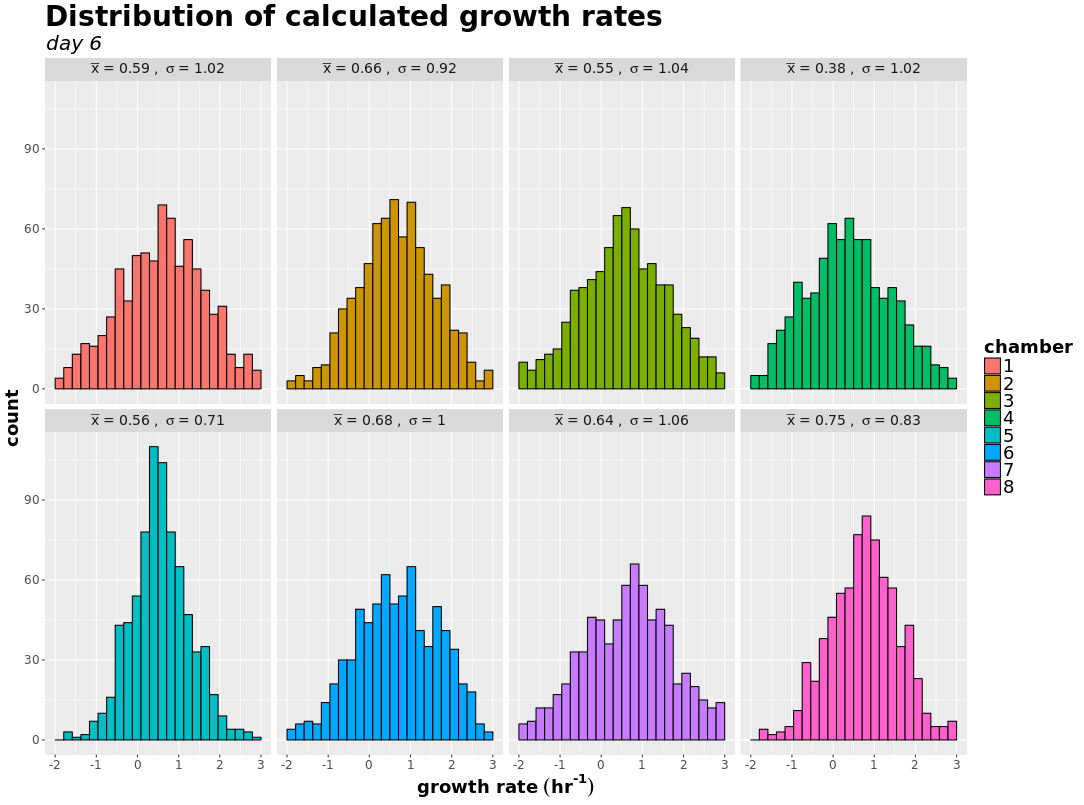 Distribution of calculated growth rates
day 6
x̅ = 0.59 , σ = 1.02
x̅ = 0.66 , σ = 0.92
x̅ = 0.55 , σ = 1.04
x̅ = 0.38 , σ = 1.02
90
60
30
0
x̅ = 0.56 , σ = 0.71
x̅ = 0.68 , σ = 1
x̅ = 0.64 , σ = 1.06
x̅ = 0.75 , σ = 0.83
90
60
30
0
count
-2 -1 0 1 2 3
-2 -1 0 1 2 3
-2 -1 0 1 2 3
-2 -1 0 1 2 3
growth rate (hr⁻¹)
chamber
1
2
3
4
5
6
7
8